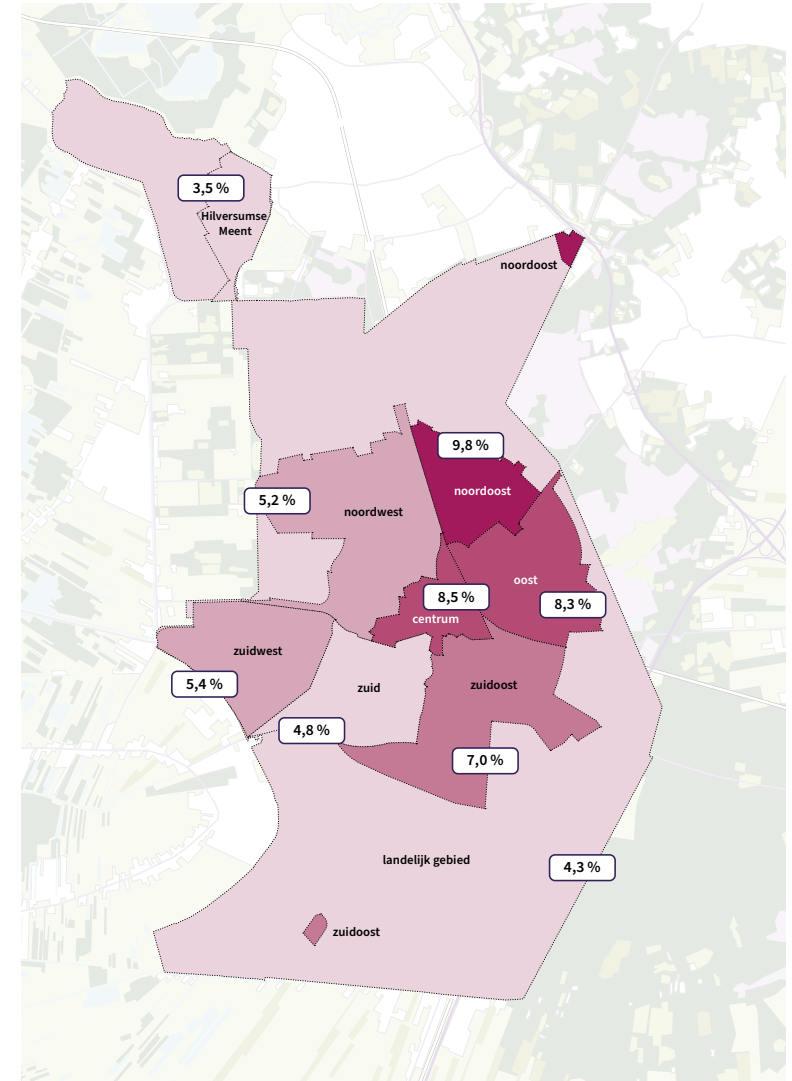 3,5 %
Hilversumse
Meent
noordoost
9,8 %
noordoost
5,2 %
noordwest
oost
8,5 %
8,3 %
centrum
zuidwest
5,4 %
zuid
zuidoost
4,8 %
7,0 %
landelijk gebied
4,3 %
zuidoost